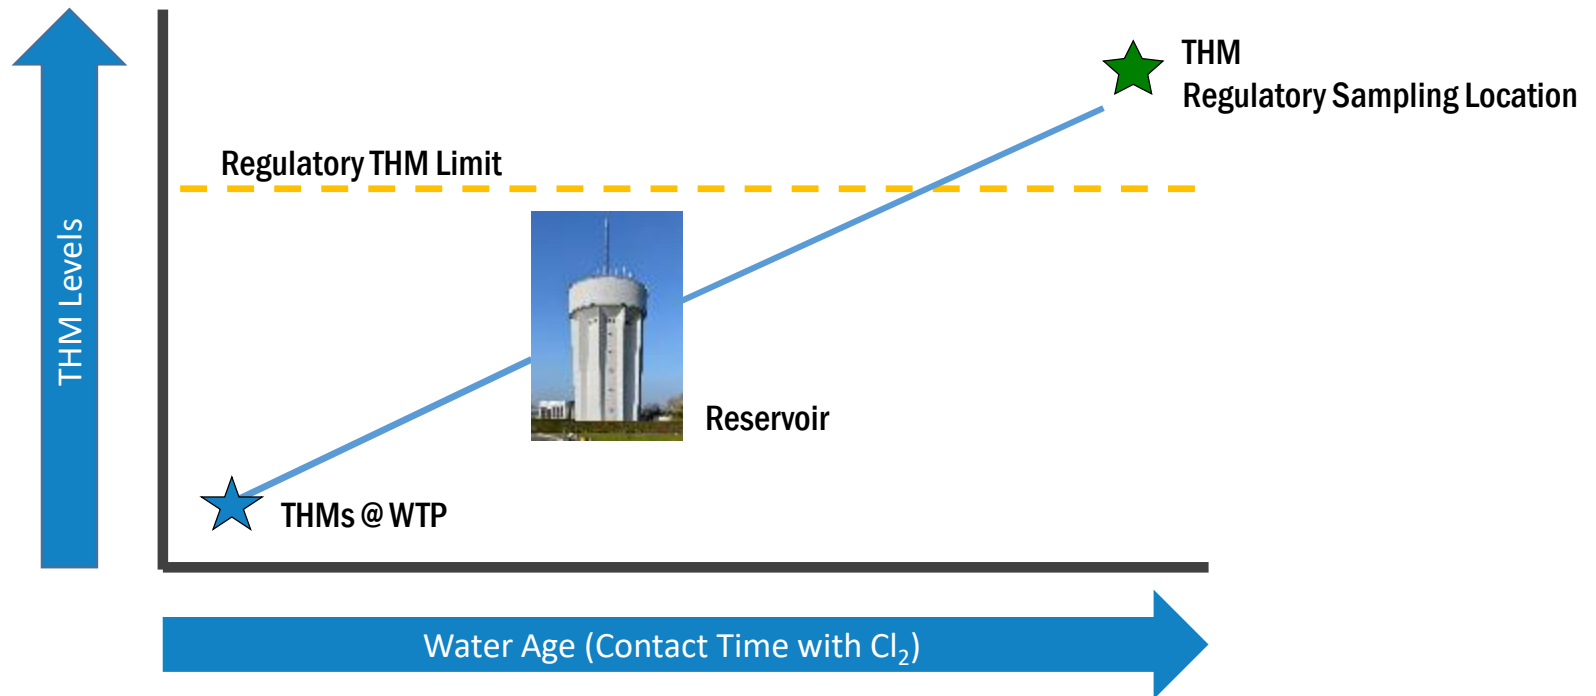 THM
Regulatory Sampling Location
Regulatory THM Limit
THM Levels
Reservoir
THMs @ WTP
Water Age (Contact Time with Cl₂)